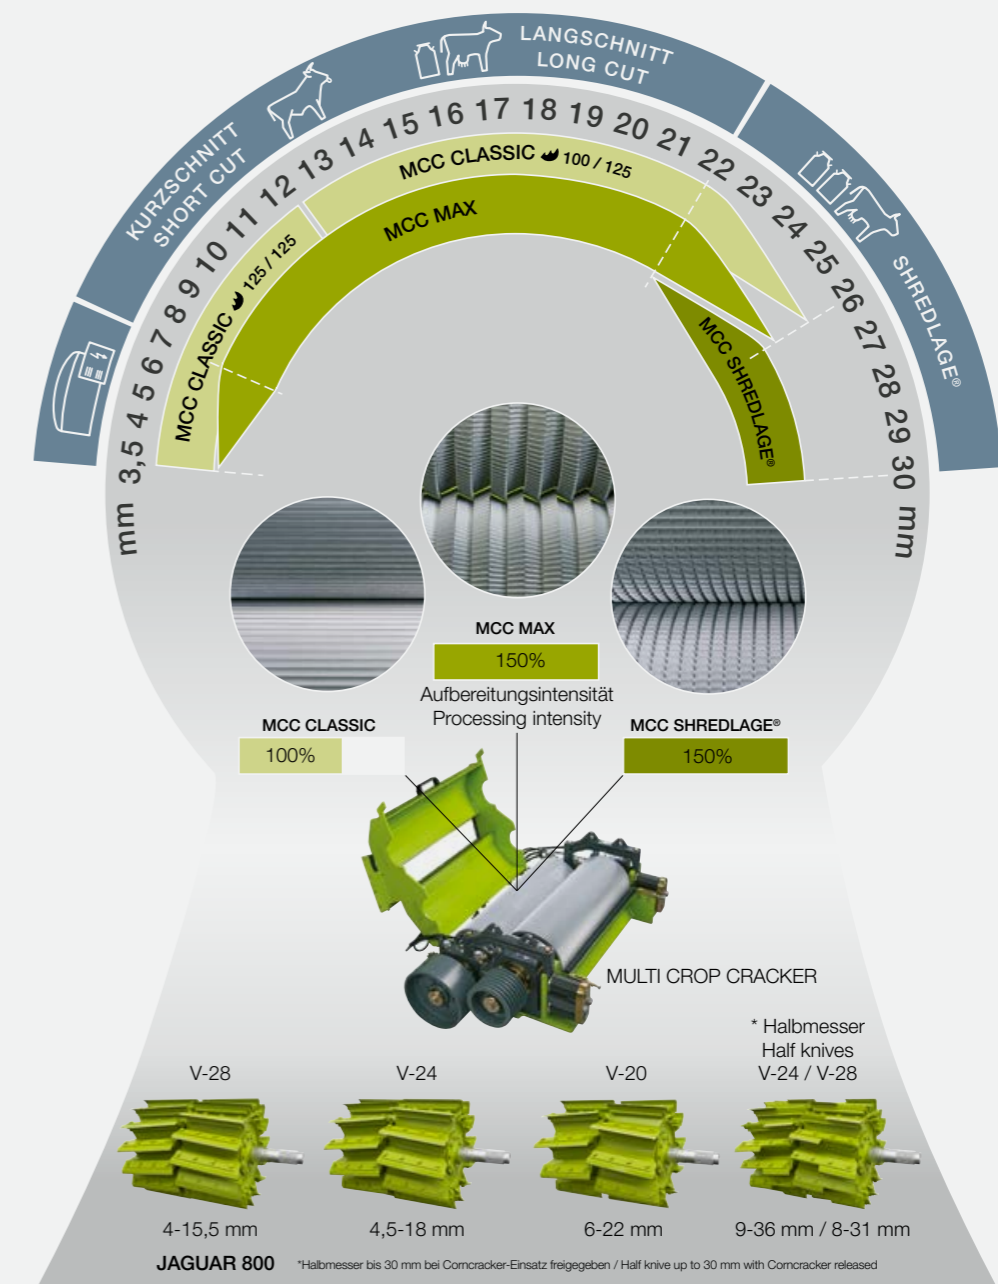 KURZSCHNITT
SHORT CUT
LANGSCHNITT
LONG CUT
SHREDLAGE®
mm 3,5 4 5 6 7 8 9 10 11 12 13 14 15 16 17 18 19 20 21 22 23 24 25 26 27 28 29 30 mm
MCC CLASSIC 125 / 125
MCC CLASSIC 100 / 125
MCC MAX
MCC SHREDLAGE®
MCC MAX
150%
Aufbereitungsintensität
Processing intensity
MCC CLASSIC
100%
MCC SHREDLAGE®
150%
MULTI CROP CRACKER
* Halbmesser
Half knives
V-28 V-24 V-20 V-24 / V-28
4-15,5 mm 4,5-18 mm 6-22 mm 9-36 mm / 8-31 mm
JAGUAR 800 *Halbmesser bis 30 mm bei Corncracker-Einsatz freigegeben / Half knive up to 30 mm with Corncracker released